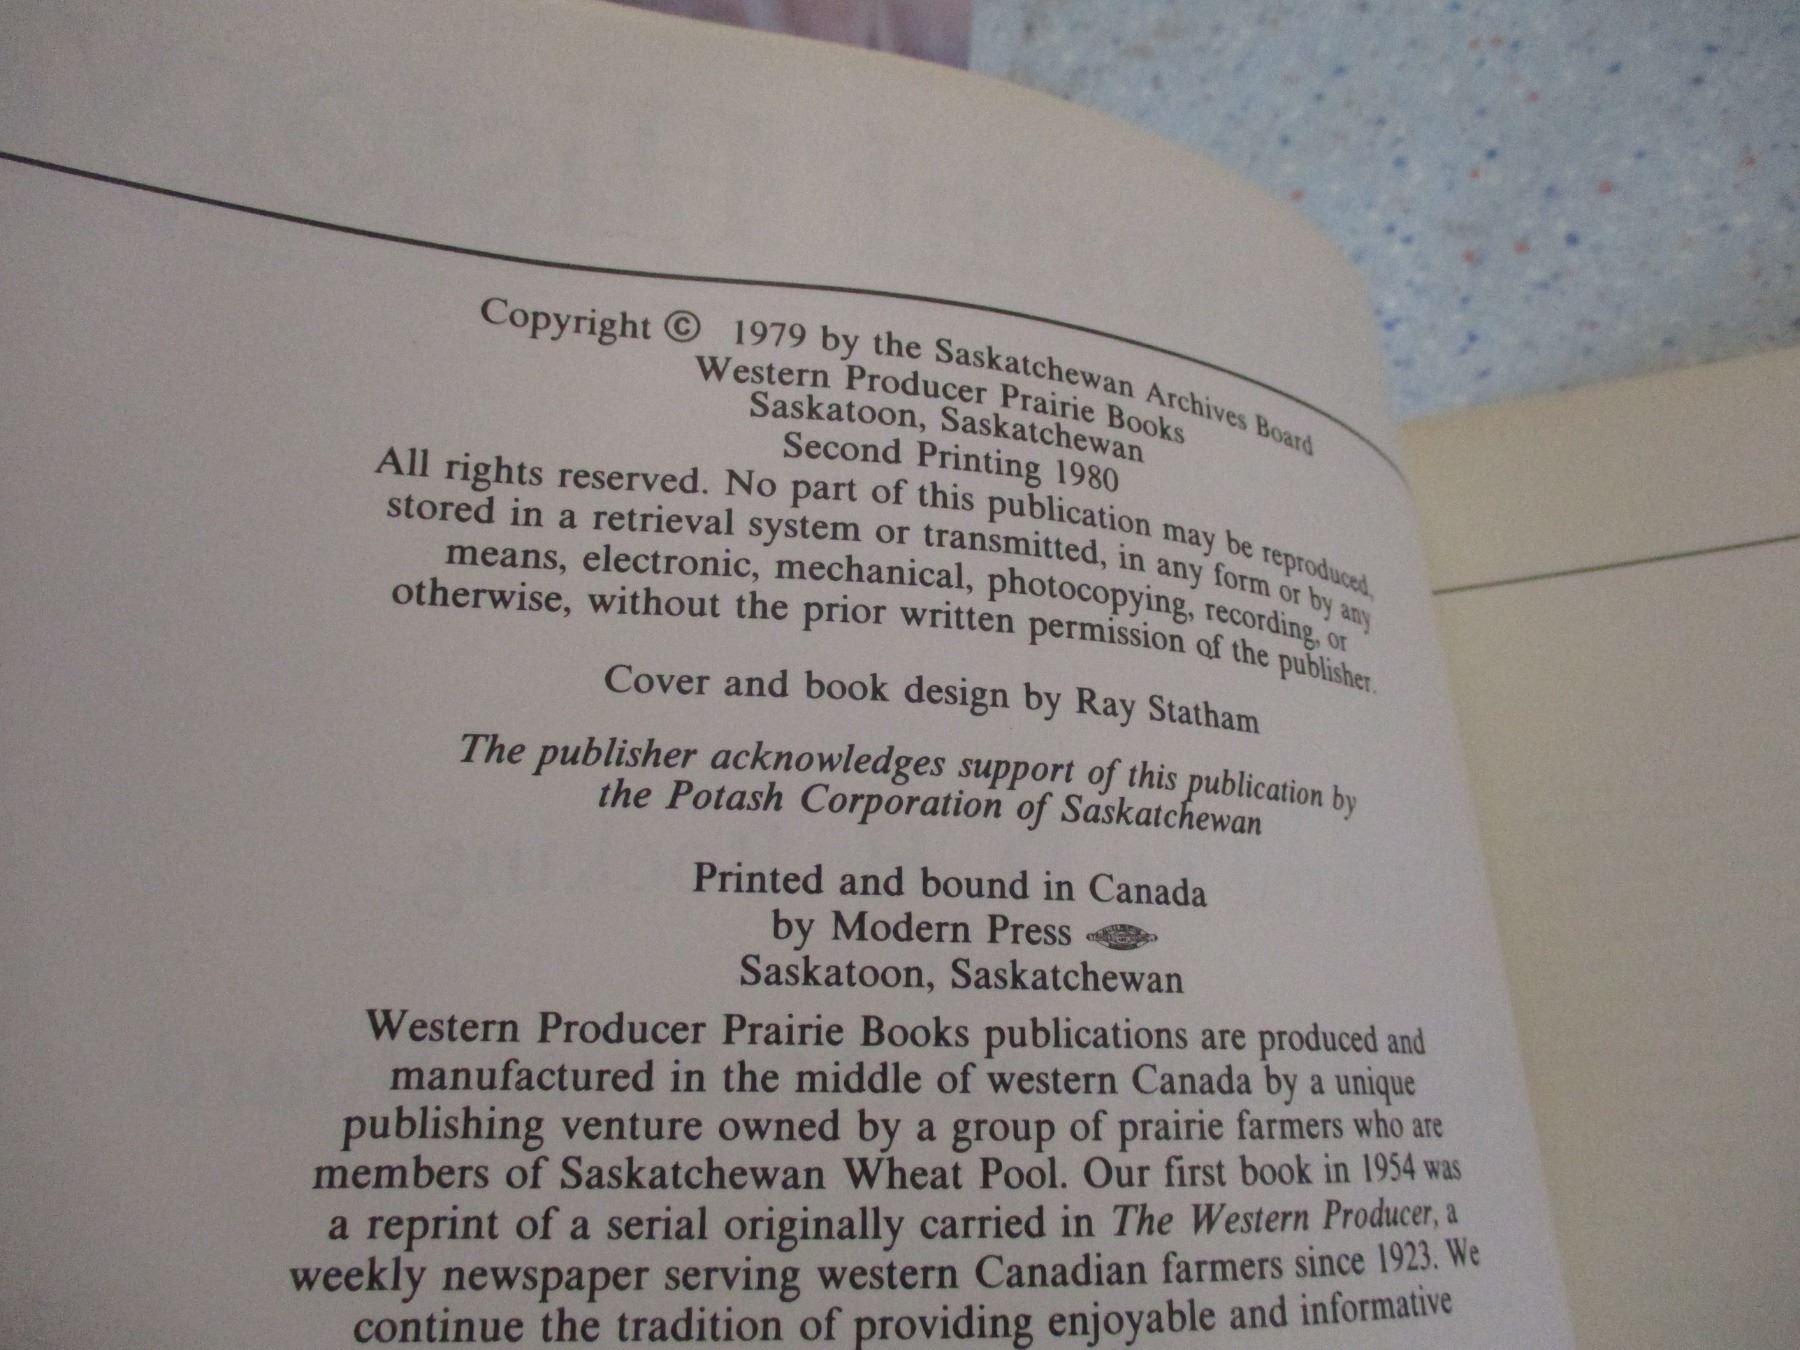 Copyright © 1979 by the Saskatchewan Archives Board
Western Producer Prairie Books
Saskatoon, Saskatchewan
Second Printing 1980
All rights reserved. No part of this publication may be reproduced,
stored in a retrieval system or transmitted, in any form or by any
means, electronic, mechanical, photocopying, recording, or
otherwise, without the prior written permission of the publisher.
Cover and book design by Ray Statham
The publisher acknowledges support of this publication by
the Potash Corporation of Saskatchewan
Printed and bound in Canada
by Modern Press
Saskatoon, Saskatchewan
Western Producer Prairie Books publications are produced and
manufactured in the middle of western Canada by a unique
publishing venture owned by a group of prairie farmers who are
members of Saskatchewan Wheat Pool. Our first book in 1954 was
a reprint of a serial originally carried in The Western Producer, a
weekly newspaper serving western Canadian farmers since 1923. We
continue the tradition of providing enjoyable and informative